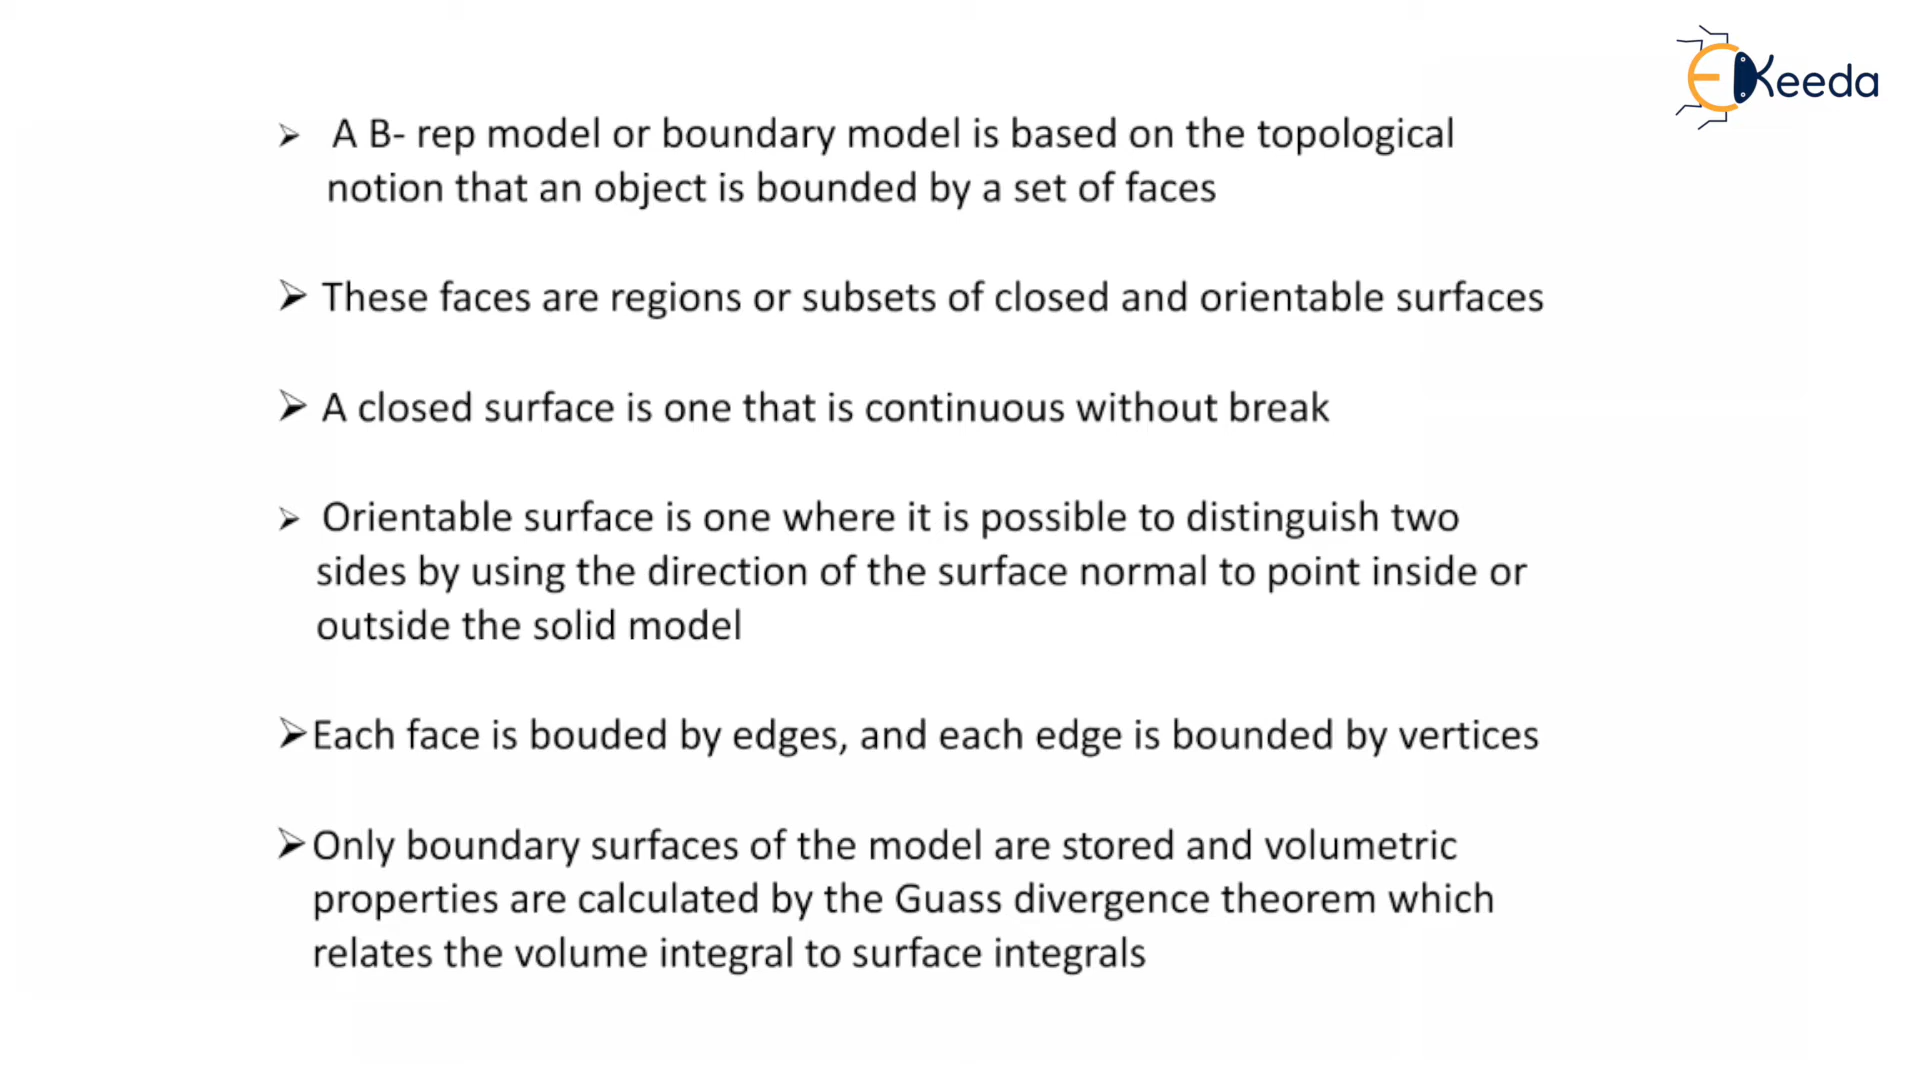 EKeeda
➢ A B- rep model or boundary model is based on the topological
notion that an object is bounded by a set of faces
➢ These faces are regions or subsets of closed and orientable surfaces
➢ A closed surface is one that is continuous without break
➢ Orientable surface is one where it is possible to distinguish two
sides by using the direction of the surface normal to point inside or
outside the solid model
➢Each face is bouded by edges, and each edge is bounded by vertices
➢Only boundary surfaces of the model are stored and volumetric
properties are calculated by the Guass divergence theorem which
relates the volume integral to surface integrals